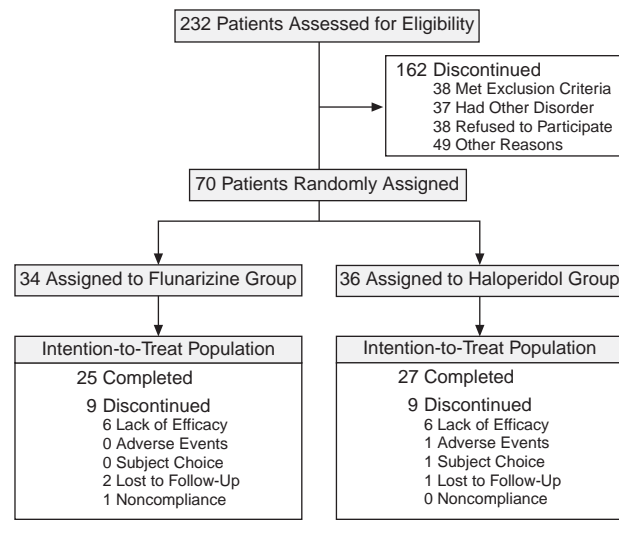 232 Patients Assessed for Eligibility
162 Discontinued
38 Met Exclusion Criteria
37 Had Other Disorder
38 Refused to Participate
49 Other Reasons
70 Patients Randomly Assigned
34 Assigned to Flunarizine Group
36 Assigned to Haloperidol Group
Intention-to-Treat Population
25 Completed
9 Discontinued
6 Lack of Efficacy
0 Adverse Events
0 Subject Choice
2 Lost to Follow-Up
1 Noncompliance
Intention-to-Treat Population
27 Completed
9 Discontinued
6 Lack of Efficacy
1 Adverse Events
1 Subject Choice
1 Lost to Follow-Up
0 Noncompliance